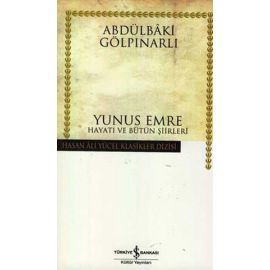 ABDÜLBÂKİ
GÖLPINARLI
YUNUS EMRE
HAYATI VE BÜTÜN ŞİİRLERİ
HASAN ÂLİ YÜCEL KLASİKLER DİZİSİ
TÜRKİYE İŞ BANKASI
Kültür Yayınları